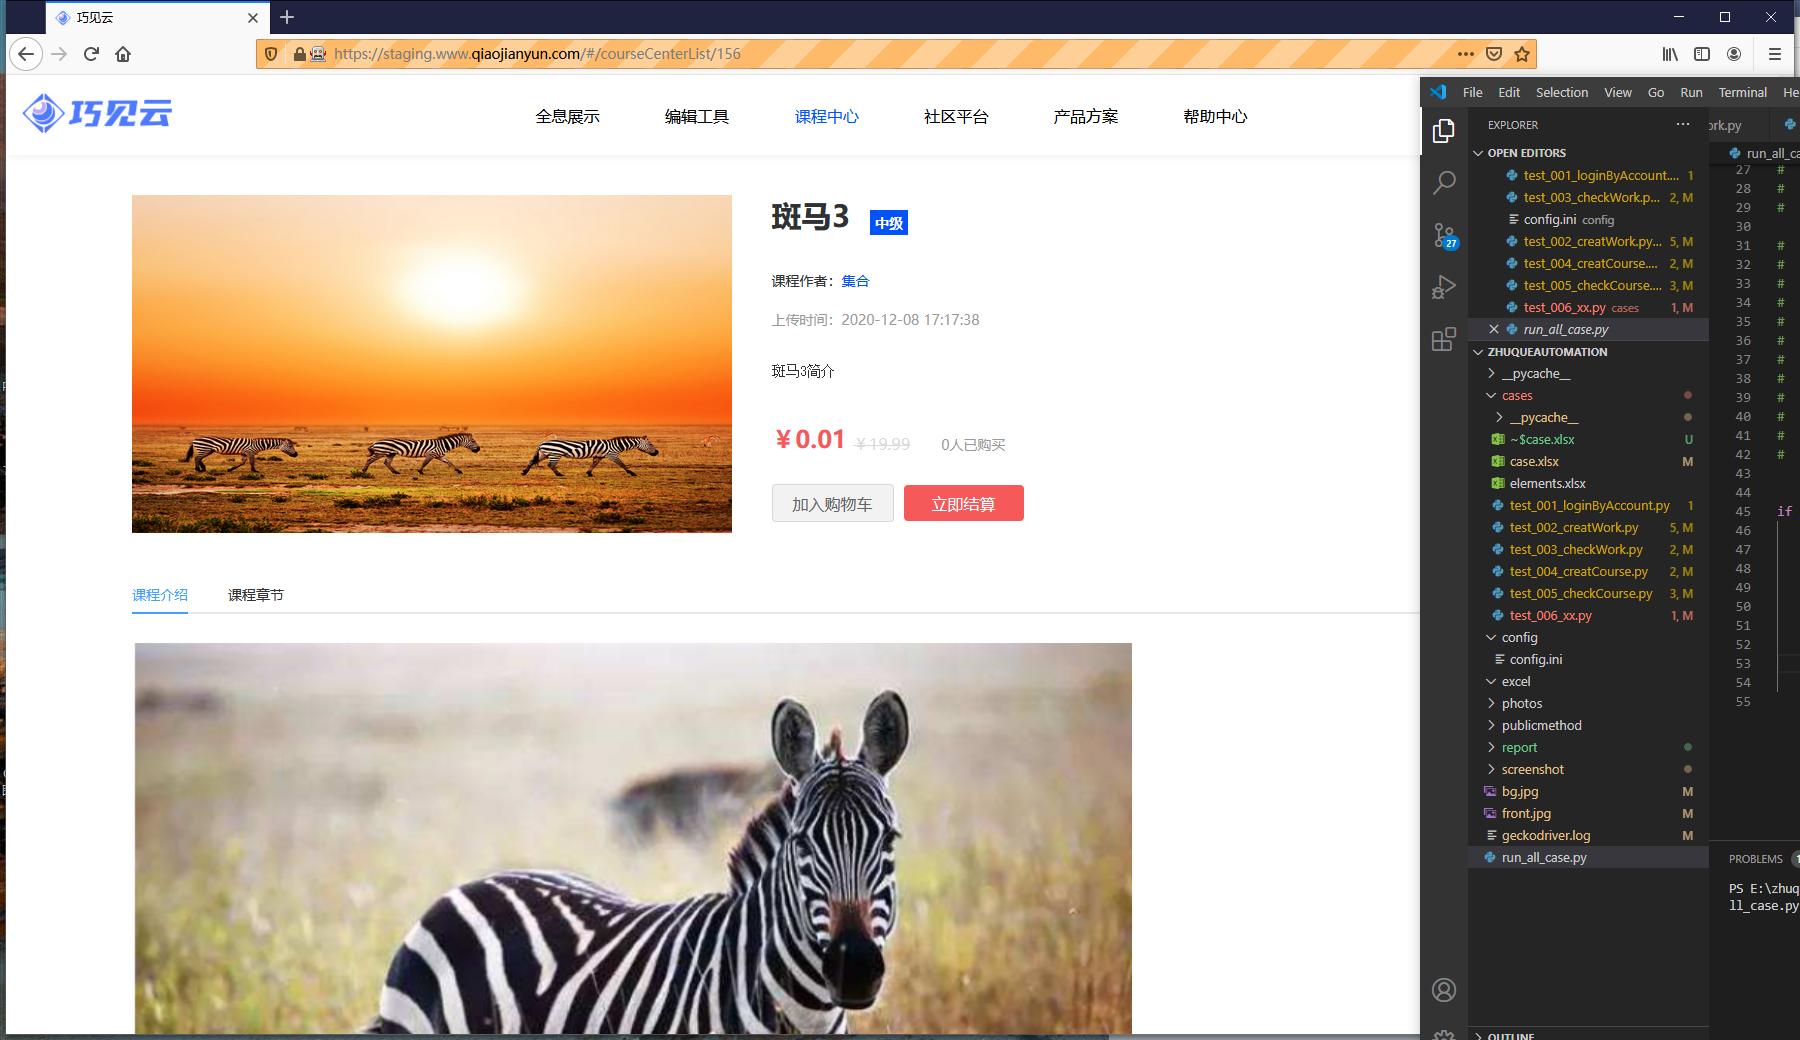 巧见云
https://staging.www.qiaojianyun.com/#/courseCenterList/156
巧见云
全息展示
编辑工具
课程中心
社区平台
产品方案
帮助中心
斑马3
中级
课程作者：集合
上传时间：2020-12-08 17:17:38
斑马3简介
¥0.01 ¥19.99 0人已购买
加入购物车
立即结算
课程介绍
课程章节
File Edit Selection View Go Run Terminal He
EXPLORER
OPEN EDITORS
test_001_loginByAccount.... 1
test_003_checkWork.p... 2, M
config.ini config
test_002_creatWork.py... 5, M
test_004_creatCourse.... 2, M
test_005_checkCourse.... 3, M
test_006_xx.py cases 1, M
run_all_case.py
ZHUQUEAUTOMATION
__pycache__
cases
__pycache__
~$case.xlsx U
case.xlsx M
elements.xlsx
test_001_loginByAccount.py 1
test_002_creatWork.py 5, M
test_003_checkWork.py 2, M
test_004_creatCourse.py 2, M
test_005_checkCourse.py 3, M
test_006_xx.py 1, M
config
config.ini
excel
photos
publicmethod
report
screenshot
bg.jpg M
front.jpg M
geckodriver.log M
run_all_case.py
OUTLINE
27
ork.py
run_all_ca
27 #
28 #
29 #
30
31 #
32 #
33 #
34 #
35 #
36 #
37 #
38 #
39 #
40 #
41 #
42 #
43
44
45 if
46
47
48
49
50
51
52
53
54
55
PROBLEMS 1
PS E:\zhuq
ll_case.py